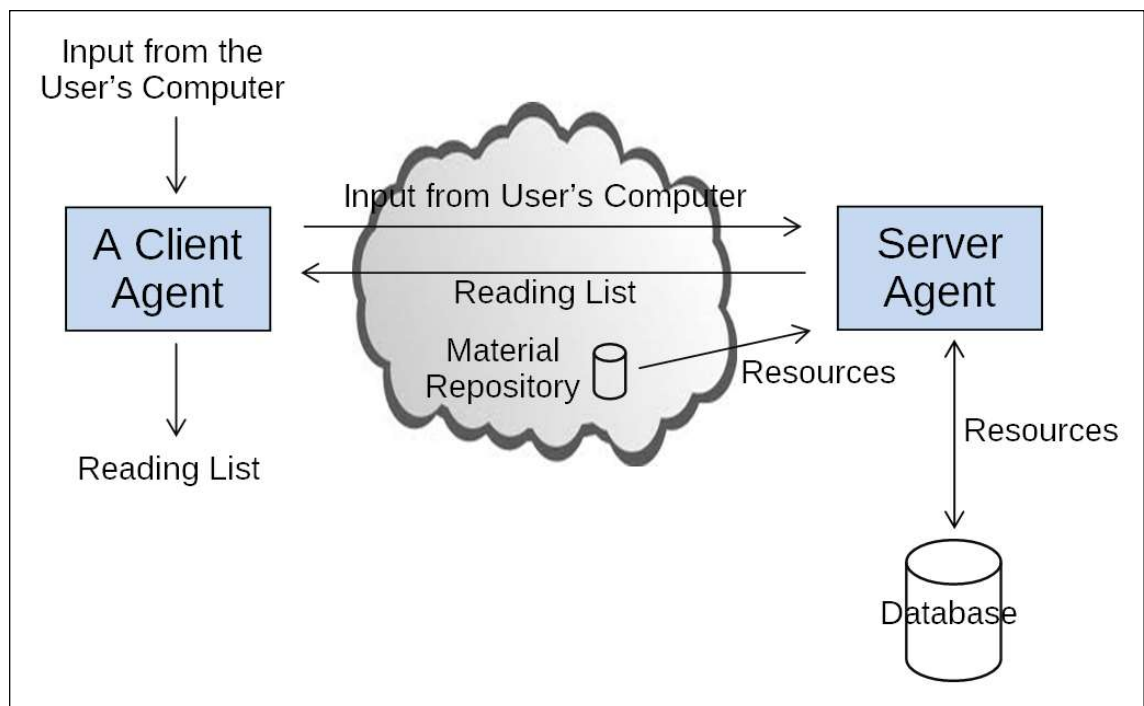 Input from the
User’s Computer
Input from User’s Computer
A Client
Agent
Server
Agent
Reading List
Material
Repository
Resources
Resources
Reading List
Database